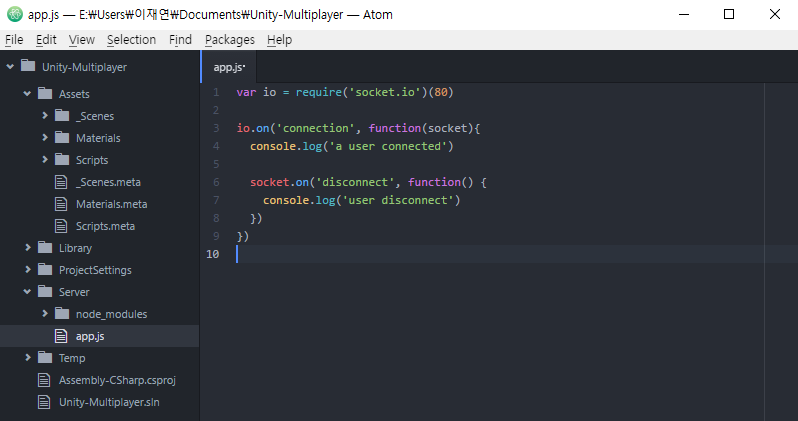 app.js — E:₩Users₩이재연₩Documents₩Unity-Multiplayer — Atom
File Edit View Selection Find Packages Help
Unity-Multiplayer
Assets
_Scenes
Materials
Scripts
_Scenes.meta
Materials.meta
Scripts.meta
Library
ProjectSettings
Server
node_modules
app.js
Temp
Assembly-CSharp.csproj
Unity-Multiplayer.sln
app.js•
1 var io = require('socket.io')(80)
2
3 io.on('connection', function(socket){
4   console.log('a user connected')
5
6   socket.on('disconnect', function() {
7     console.log('user disconnect')
8   })
9 })
10